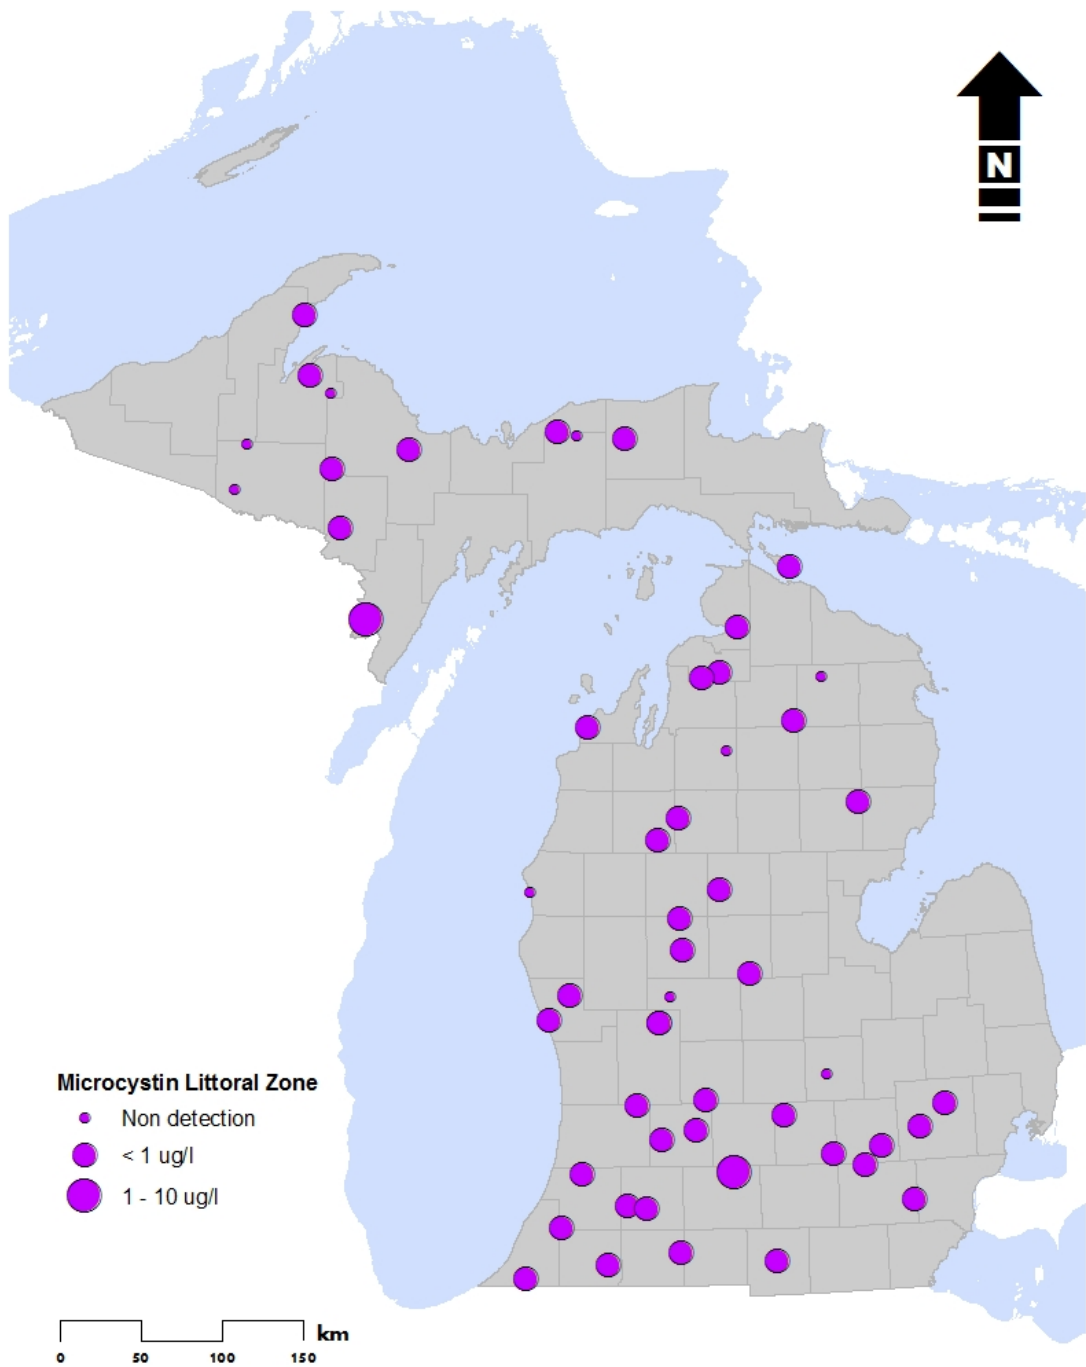 N
Microcystin Littoral Zone
Non detection
< 1 ug/l
1 - 10 ug/l
km
0 50 100 150